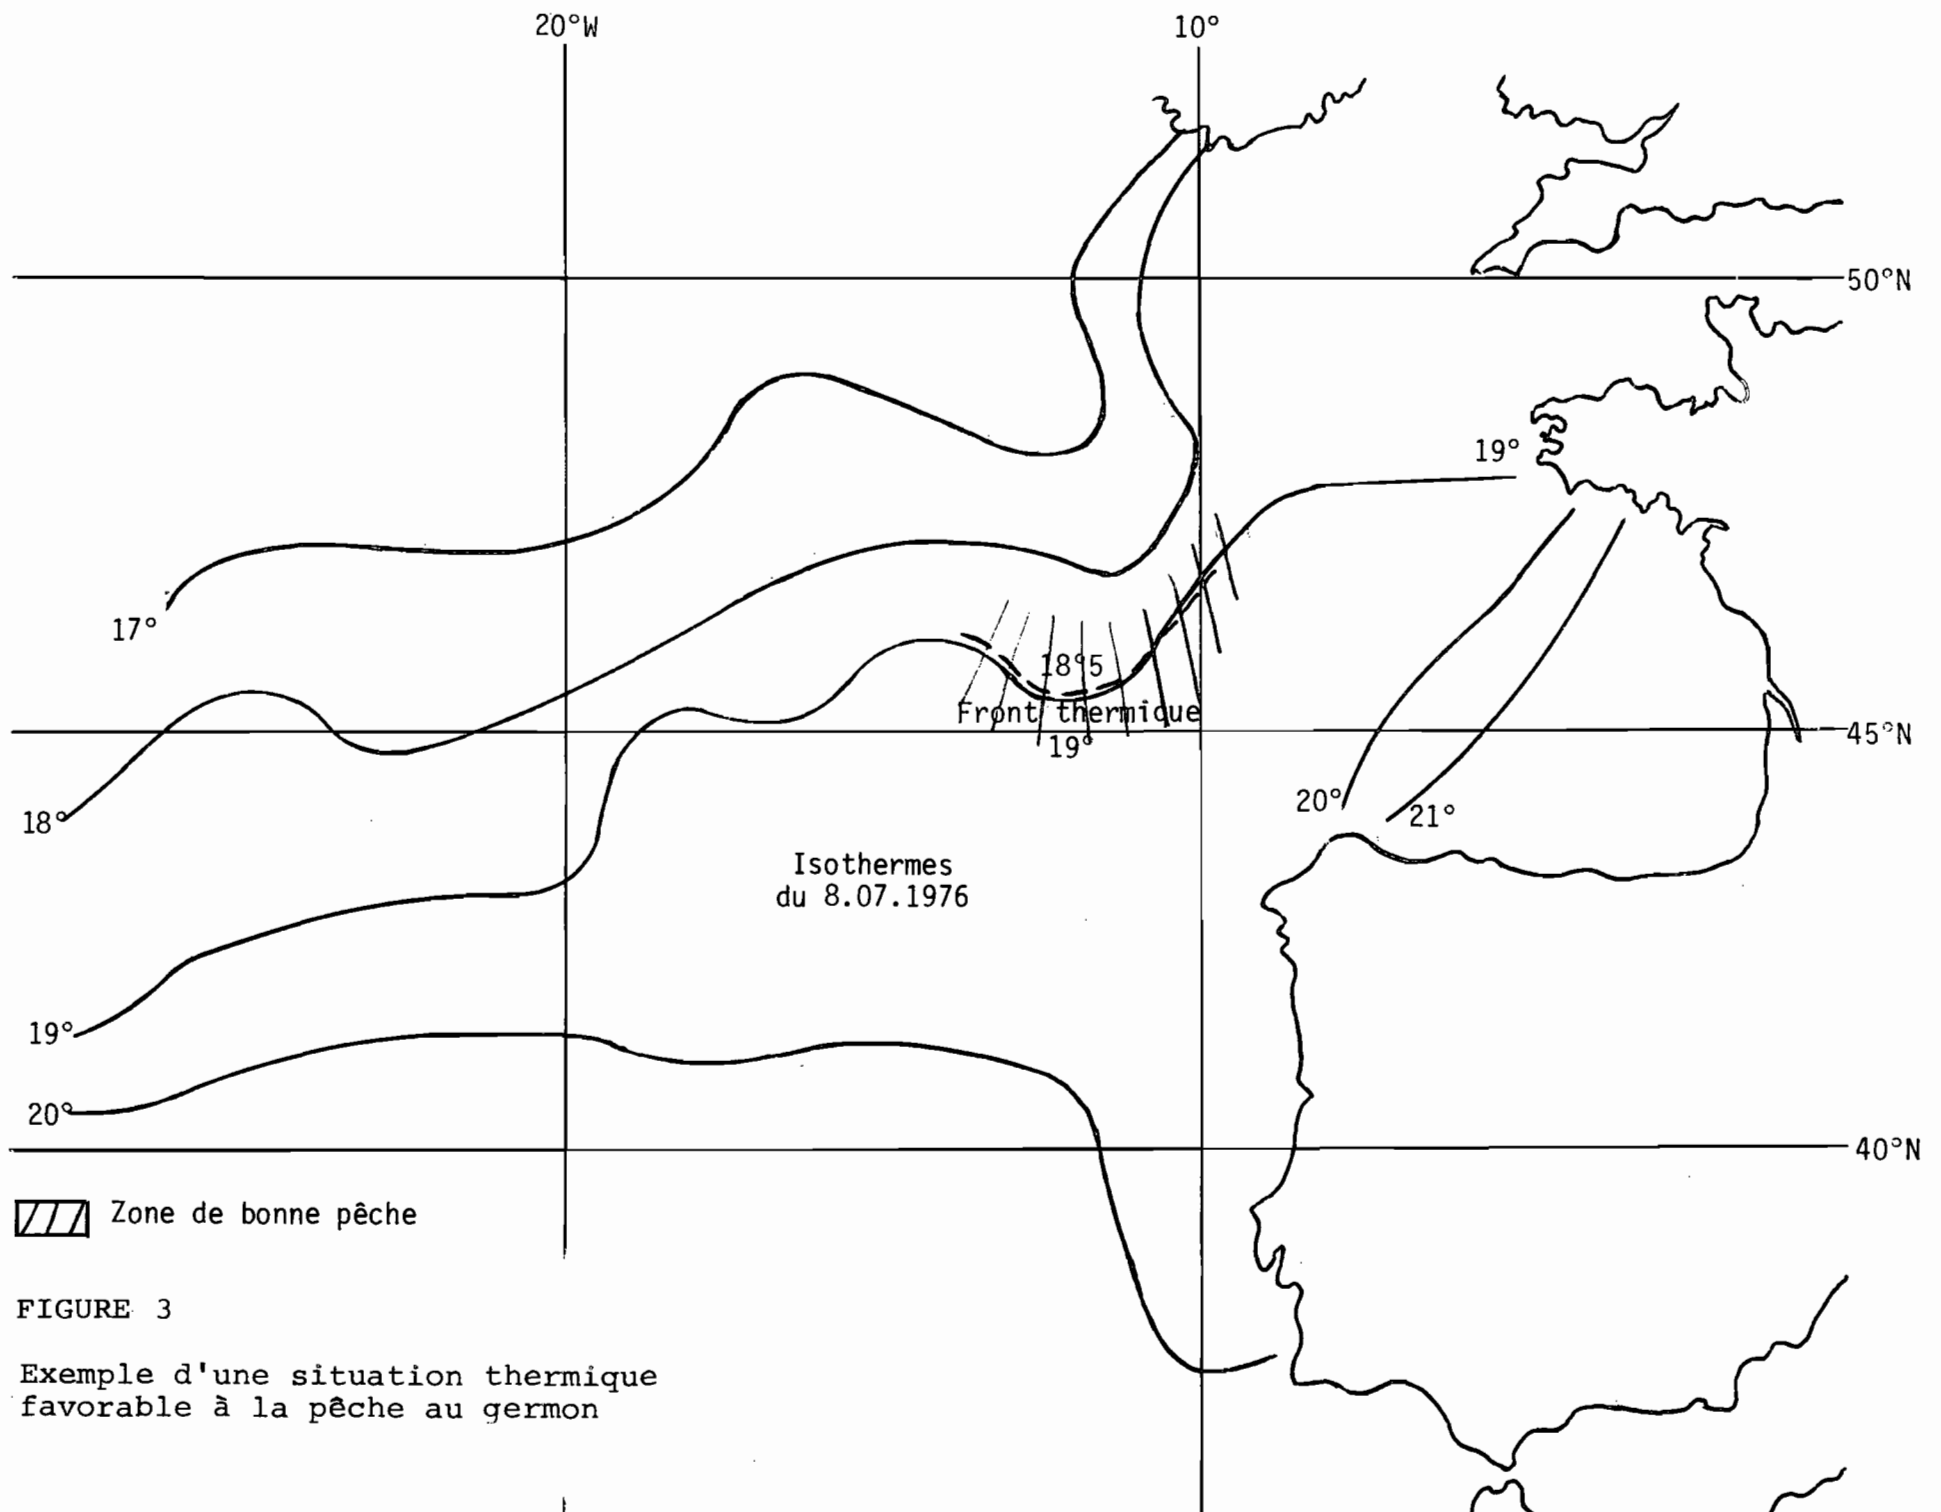 20°W
10°
50°N
19°
17°
18°5
Front thermique
45°N
19°
20°
21°
18°
Isothermes
du 8.07.1976
19°
20°
40°N
Zone de bonne pêche
FIGURE 3
Exemple d'une situation thermique
favorable à la pêche au germon